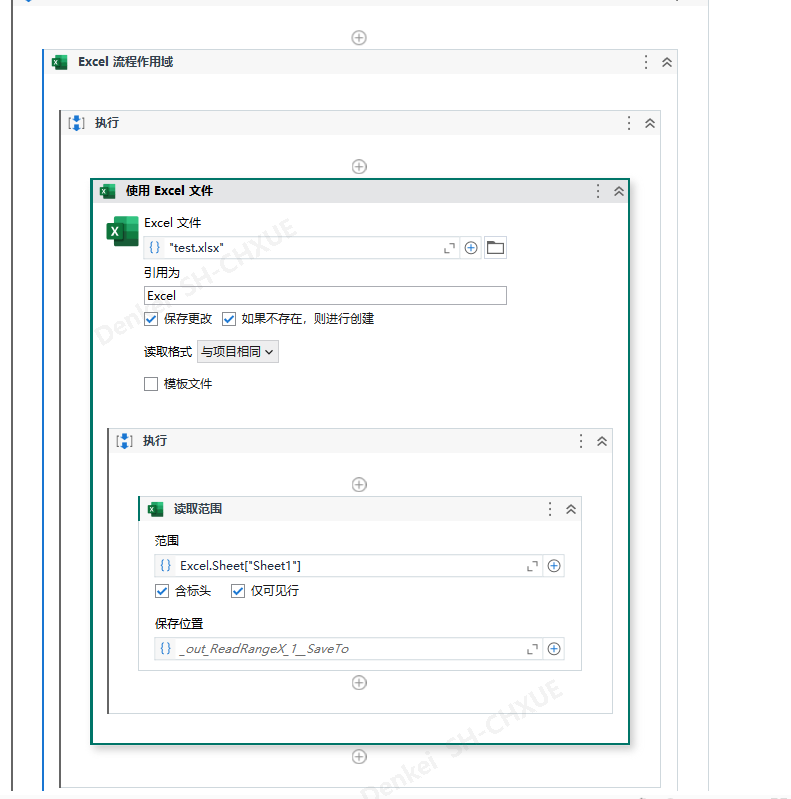 Excel 流程作用域
执行
使用 Excel 文件
Excel 文件
"test.xlsx"
引用为
Excel
保存更改 如果不存在，则进行创建
读取格式 与项目相同
模板文件
执行
读取范围
范围
Excel.Sheet["Sheet1"]
含标头 仅可见行
保存位置
_out_ReadRangeX_1__SaveTo
Denkei SH-CHXUE
Denkei SH-CHXUE